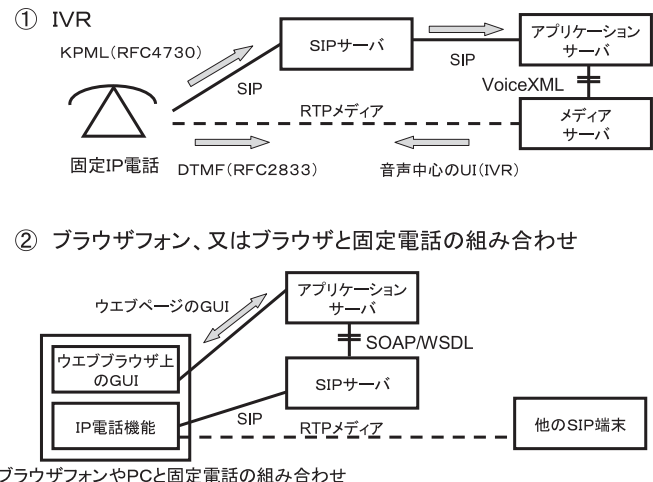 ① IVR
KPML(RFC4730)
SIP
SIPサーバ
SIP
アプリケーション
サーバ
VoiceXML
メディア
サーバ
RTPメディア
固定IP電話
DTMF(RFC2833)
音声中心のUI(IVR)
② ブラウザフォン、又はブラウザと固定電話の組み合わせ
ウエブページのGUI
アプリケーション
サーバ
SOAP/WSDL
ウエブブラウザ上
のGUI
SIPサーバ
IP電話機能
SIP
RTPメディア
他のSIP端末
ブラウザフォンやPCと固定電話の組み合わせ